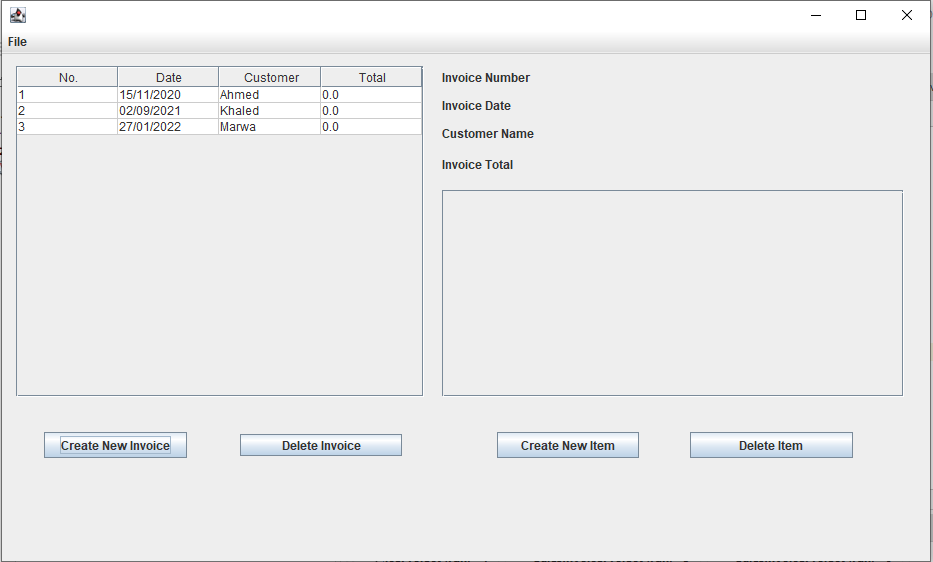 File
No. Date Customer Total
1 15/11/2020 Ahmed 0.0
2 02/09/2021 Khaled 0.0
3 27/01/2022 Marwa 0.0
Invoice Number
Invoice Date
Customer Name
Invoice Total
Create New Invoice Delete Invoice Create New Item Delete Item